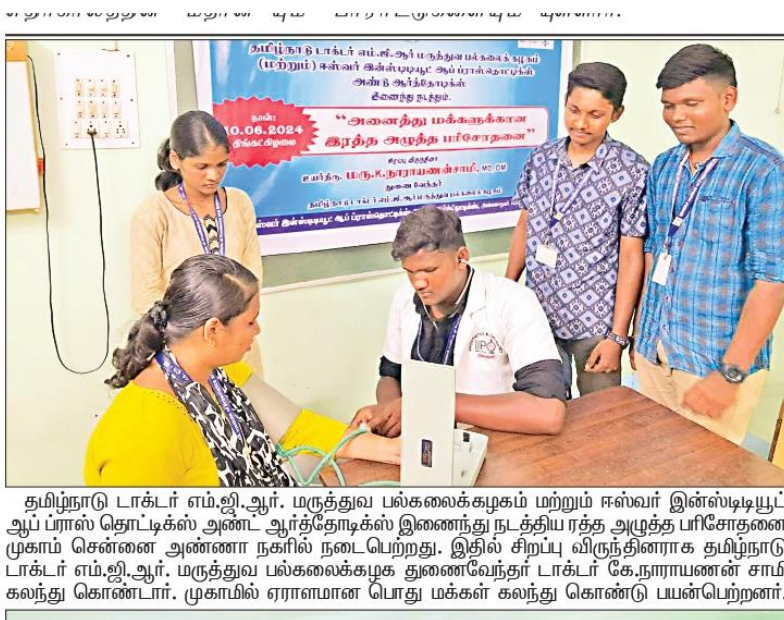 தமிழ்நாடு டாக்டர் எம்.ஜி.ஆர் மருத்துவ பல்கலைக்கழகம்
(மற்றும்) ஈஸ்வர் இன்ஸ்டிடியூட் ஆப் ப்ராஸ்தொட்டிக்ஸ்
அண்டு ஆர்த்தோடிக்ஸ்
இணைந்து நடத்தும்.
நாள்:
10.06.2024
திங்கட்கிழமை
“அனைத்து மக்களுக்கான
இரத்த அழுத்த பரிசோதனை”
சிறப்பு விருந்தினர்
உயர்திரு. மரு.K.நாராயணன்சாமி, MD.DM
துணை வேந்தர்
தமிழ்நாடு டாக்டர் எம்.ஜி.ஆர் மருத்துவ பல்கலைக்கழகம்
ஈஸ்வர் இன்ஸ்டிடியூட் ஆப் ப்ராஸ்தொட்டிக்ஸ்
தமிழ்நாடு டாக்டர் எம்.ஜி.ஆர். மருத்துவ பல்கலைக்கழகம் மற்றும் ஈஸ்வர் இன்ஸ்டிடியூட்
ஆப் ப்ராஸ் தொட்டிக்ஸ் அண்ட் ஆர்த்தோடிக்ஸ் இணைந்து நடத்திய ரத்த அழுத்த பரிசோதனை
முகாம் சென்னை அண்ணா நகரில் நடைபெற்றது. இதில் சிறப்பு விருந்தினராக தமிழ்நாடு
டாக்டர் எம்.ஜி.ஆர். மருத்துவ பல்கலைக்கழக துணைவேந்தர் டாக்டர் கே.நாராயணன் சாமி
கலந்து கொண்டார். முகாமில் ஏராளமான பொது மக்கள் கலந்து கொண்டு பயன்பெற்றனர்.